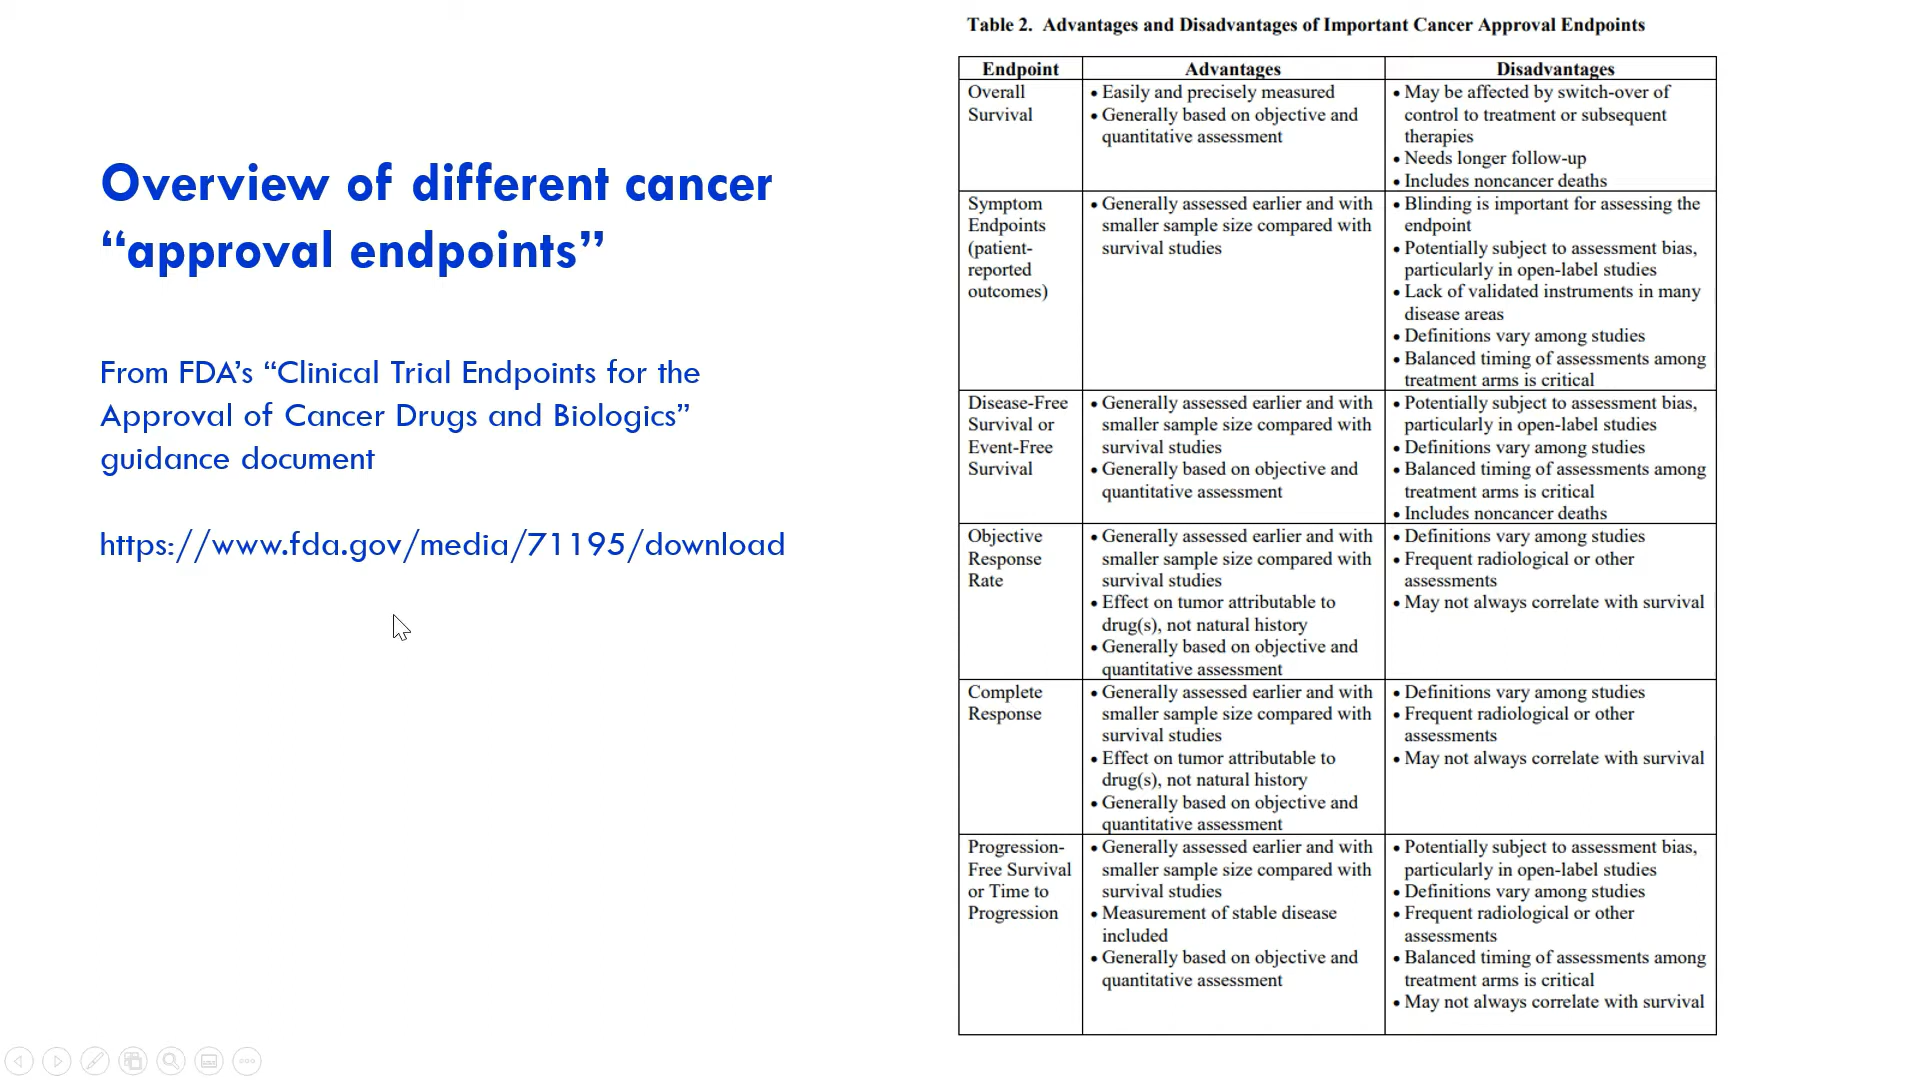 Overview of different cancer
“approval endpoints”
From FDA’s “Clinical Trial Endpoints for the
Approval of Cancer Drugs and Biologics”
guidance document
https://www.fda.gov/media/71195/download
Table 2. Advantages and Disadvantages of Important Cancer Approval Endpoints
Endpoint
Advantages
Disadvantages
Overall
Survival
• Easily and precisely measured
• Generally based on objective and
quantitative assessment
• May be affected by switch-over of
control to treatment or subsequent
therapies
• Needs longer follow-up
• Includes noncancer deaths
Symptom
Endpoints
(patient-
reported
outcomes)
• Generally assessed earlier and with
smaller sample size compared with
survival studies
• Blinding is important for assessing the
endpoint
• Potentially subject to assessment bias,
particularly in open-label studies
• Lack of validated instruments in many
disease areas
• Definitions vary among studies
• Balanced timing of assessments among
treatment arms is critical
Disease-Free
Survival or
Event-Free
Survival
• Generally assessed earlier and with
smaller sample size compared with
survival studies
• Generally based on objective and
quantitative assessment
• Potentially subject to assessment bias,
particularly in open-label studies
• Definitions vary among studies
• Balanced timing of assessments among
treatment arms is critical
• Includes noncancer deaths
Objective
Response
Rate
• Generally assessed earlier and with
smaller sample size compared with
survival studies
• Effect on tumor attributable to
drug(s), not natural history
• Generally based on objective and
quantitative assessment
• Definitions vary among studies
• Frequent radiological or other
assessments
• May not always correlate with survival
Complete
Response
• Generally assessed earlier and with
smaller sample size compared with
survival studies
• Effect on tumor attributable to
drug(s), not natural history
• Generally based on objective and
quantitative assessment
• Definitions vary among studies
• Frequent radiological or other
assessments
• May not always correlate with survival
Progression-
Free Survival
or Time to
Progression
• Generally assessed earlier and with
smaller sample size compared with
survival studies
• Measurement of stable disease
included
• Generally based on objective and
quantitative assessment
• Potentially subject to assessment bias,
particularly in open-label studies
• Definitions vary among studies
• Frequent radiological or other
assessments
• Balanced timing of assessments among
treatment arms is critical
• May not always correlate with survival